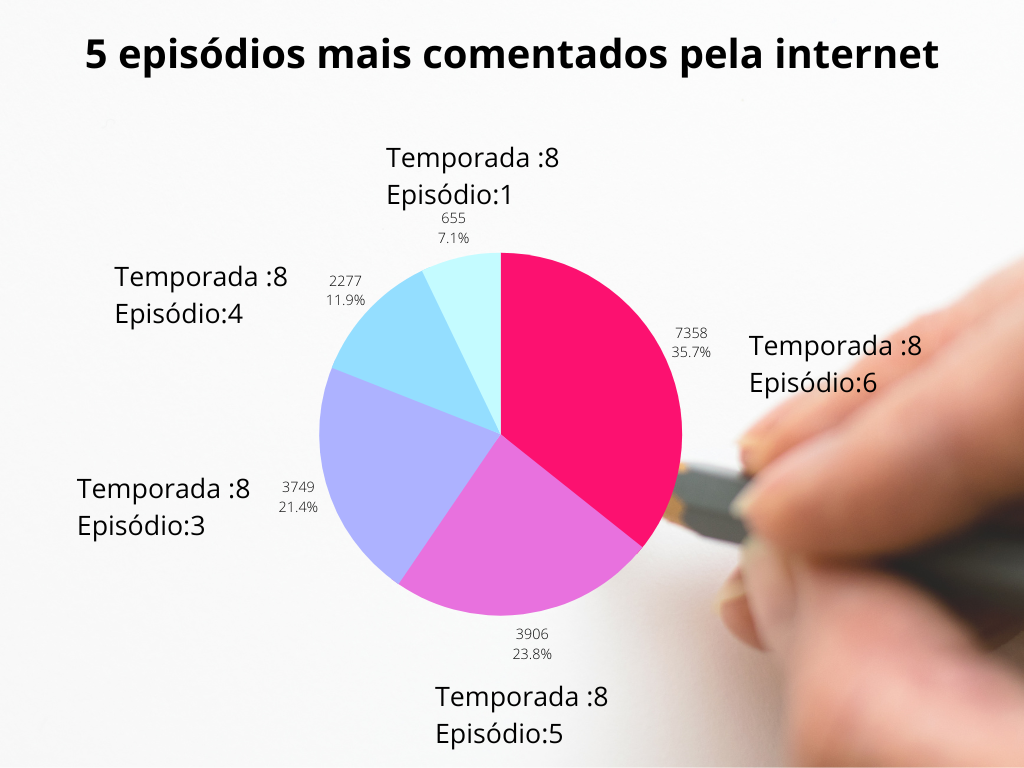 5 episódios mais comentados pela internet
Temporada :8
Episódio:1
655
7.1%
Temporada :8
Episódio:4
2277
11.9%
7358
35.7%
Temporada :8
Episódio:6
Temporada :8
Episódio:3
3749
21.4%
3906
23.8%
Temporada :8
Episódio:5